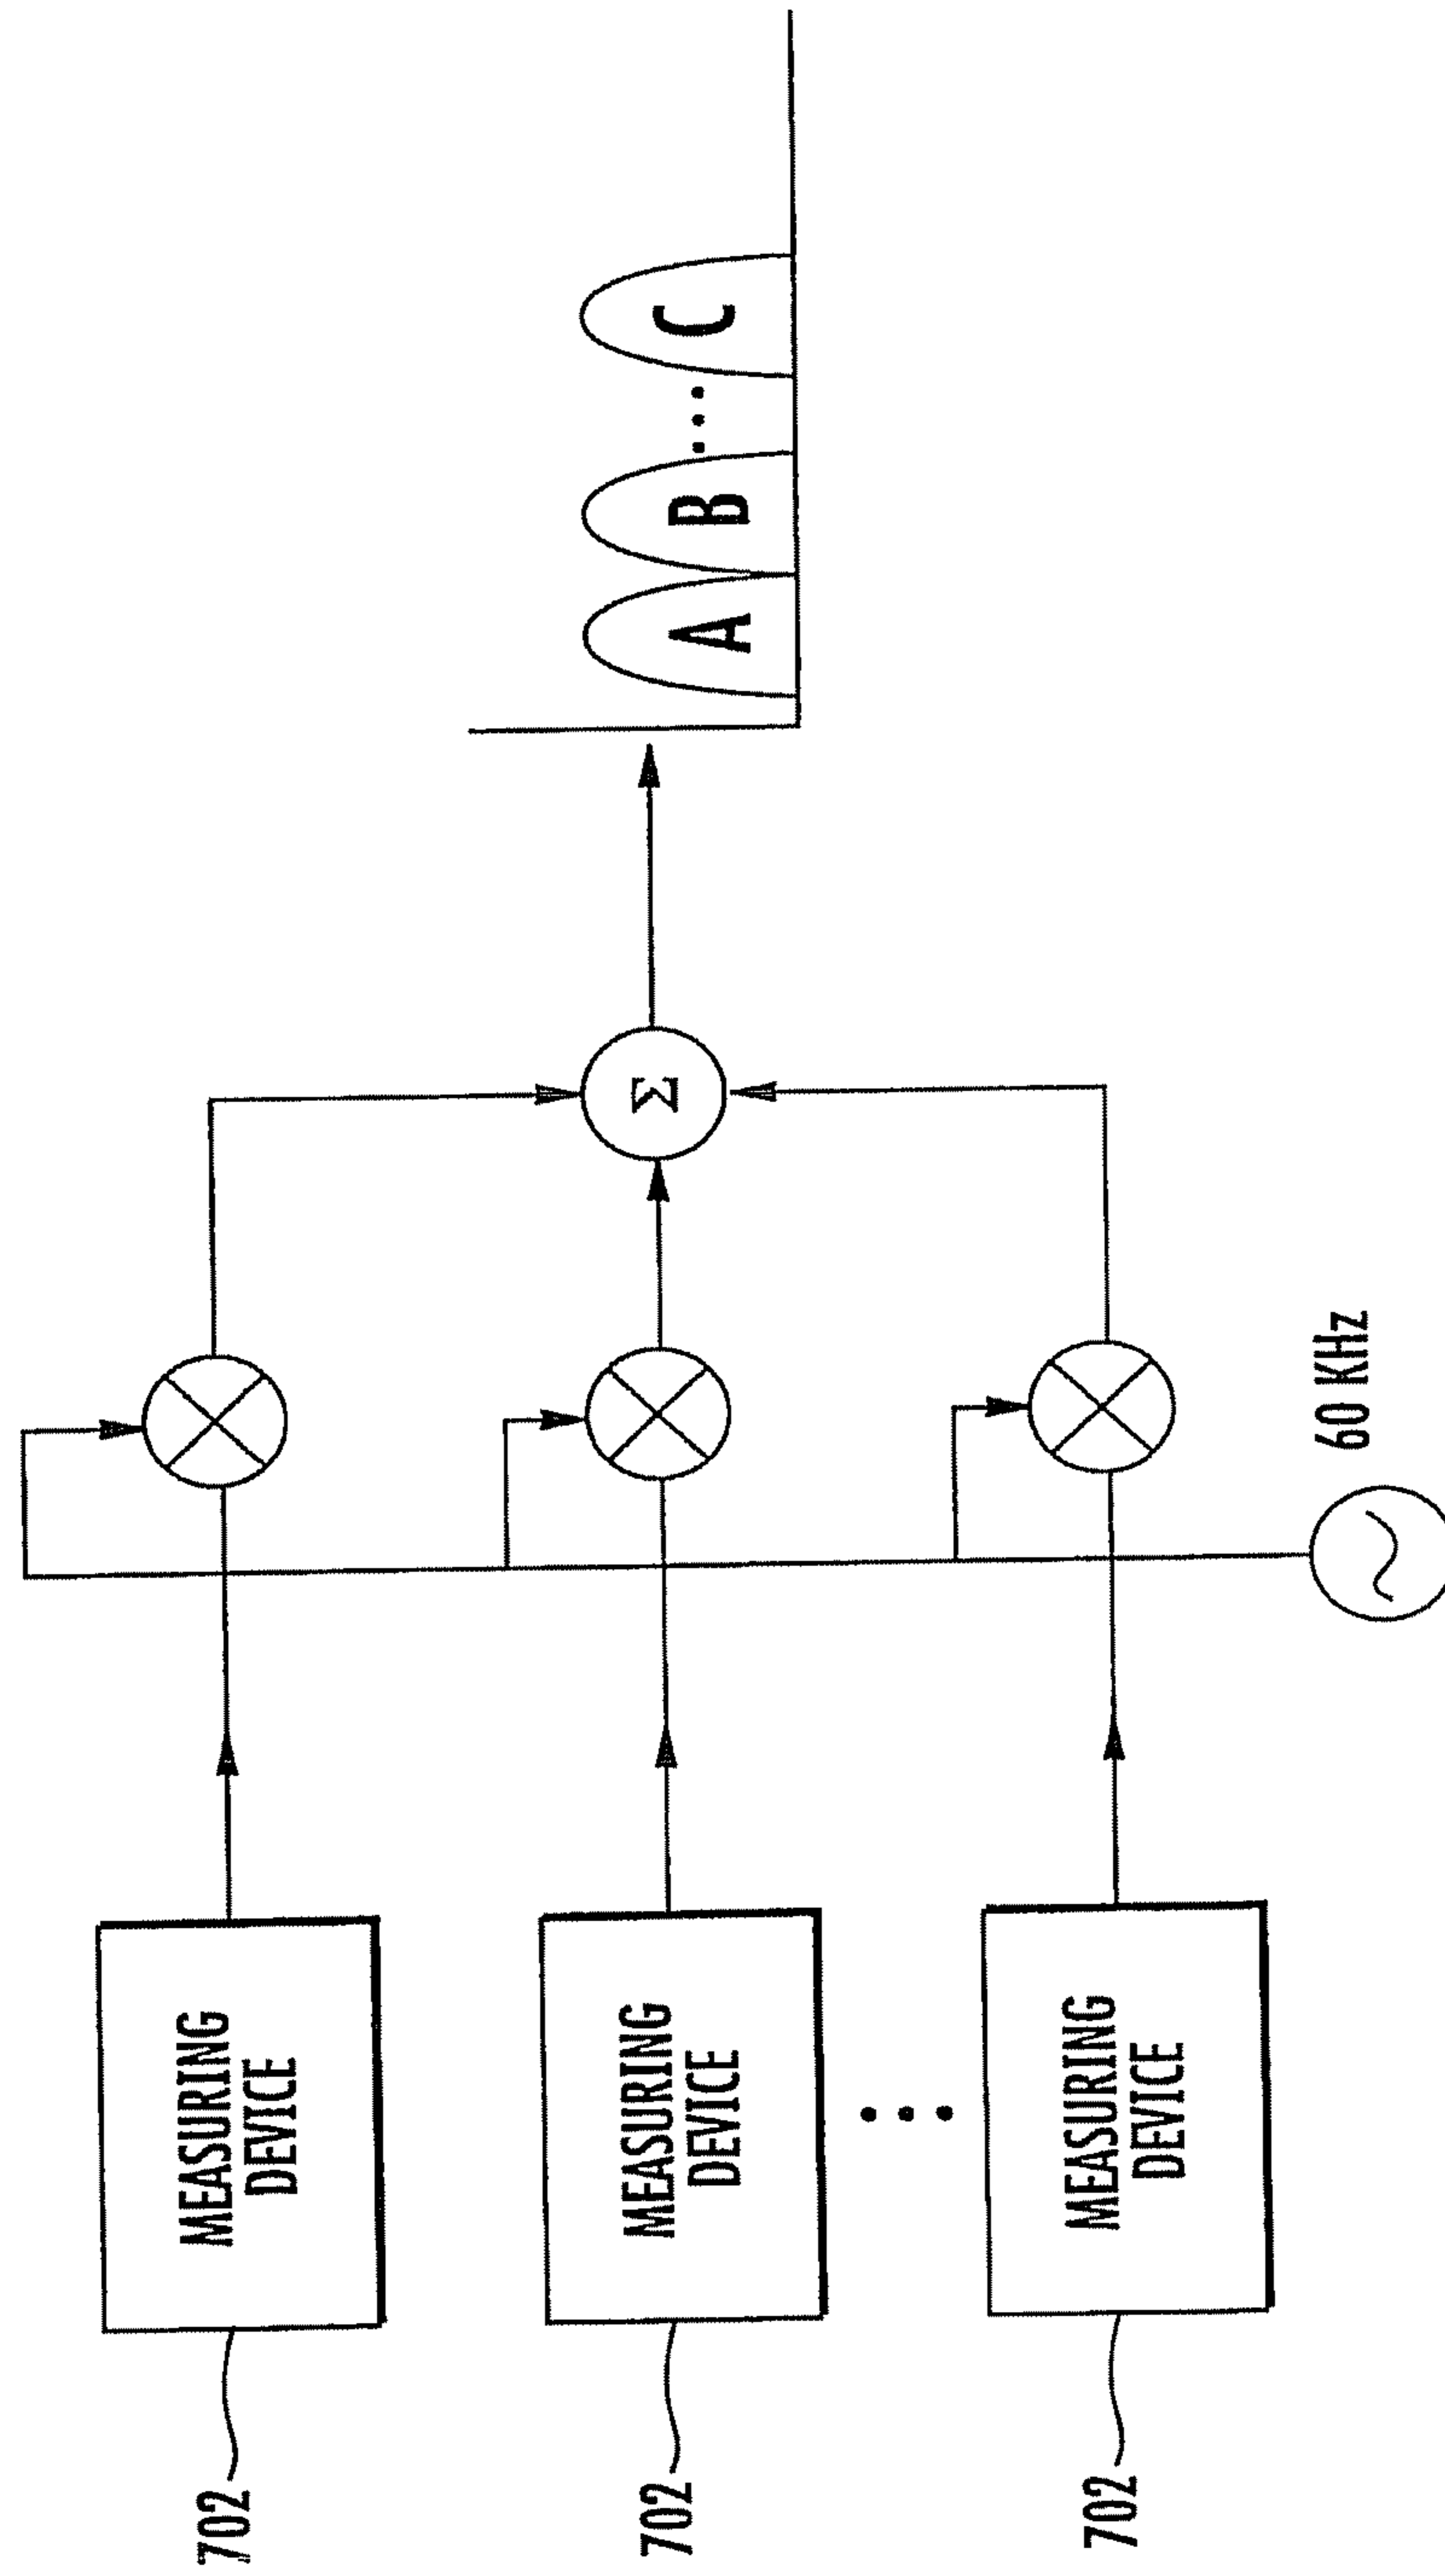 702
MEASURING
DEVICE
702
MEASURING
DEVICE
702
MEASURING
DEVICE
60 KHz
Σ
A B ... C